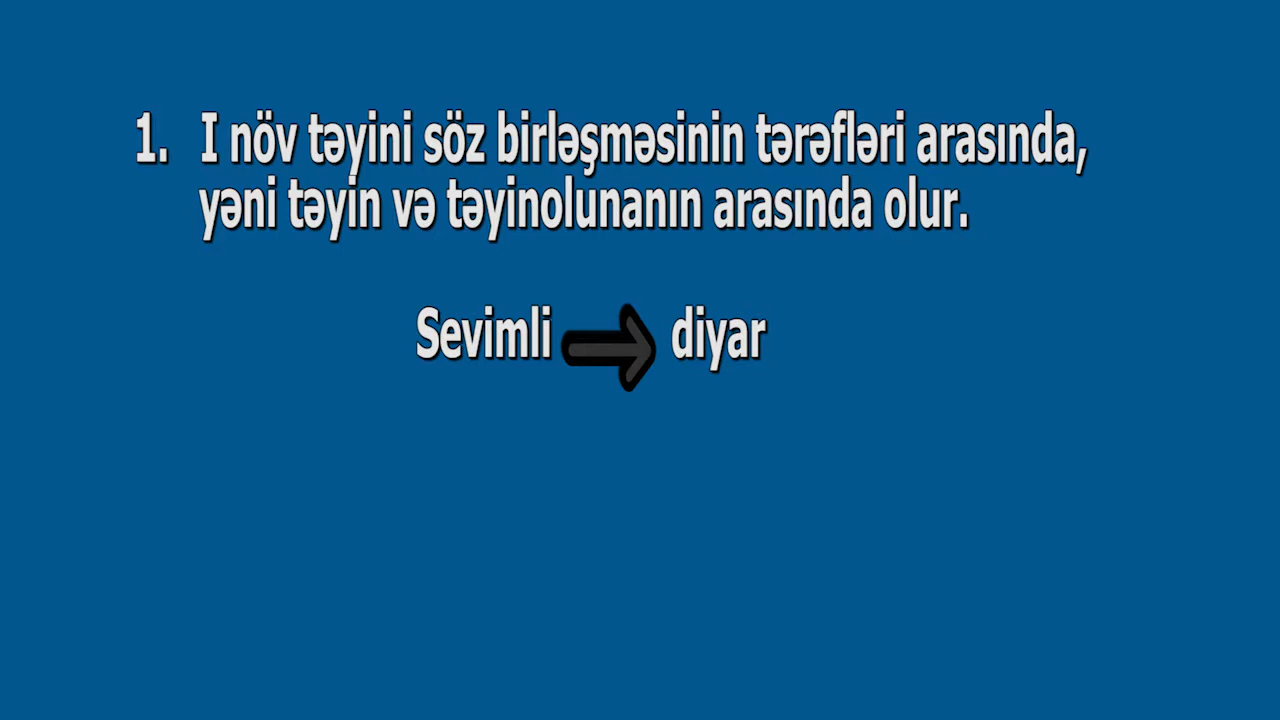 1. I növ təyini söz birləşməsinin tərəfləri arasında,
yəni təyin və təyinolunanın arasında olur.
Sevimli diyar